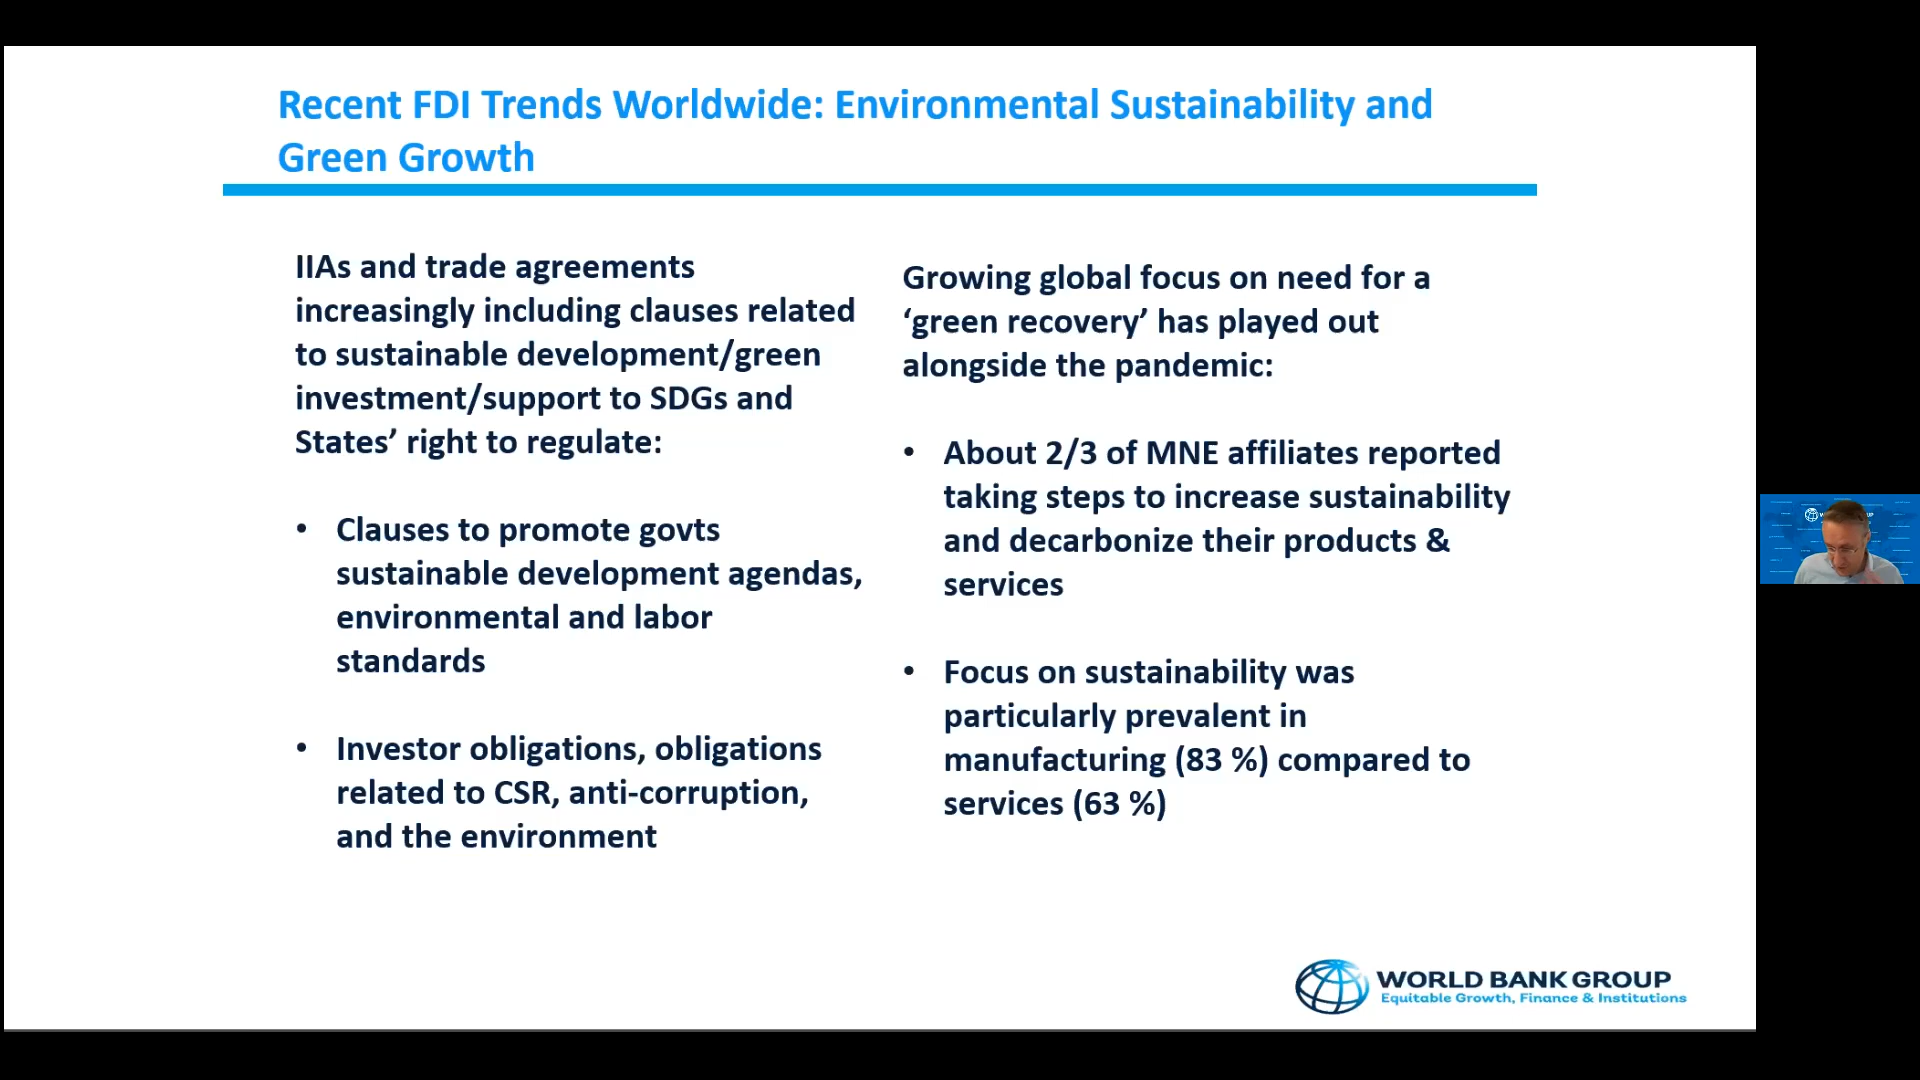 Recent FDI Trends Worldwide: Environmental Sustainability and
Green Growth
IIAs and trade agreements
increasingly including clauses related
to sustainable development/green
investment/support to SDGs and
States’ right to regulate:
• Clauses to promote govts
sustainable development agendas,
environmental and labor
standards
• Investor obligations, obligations
related to CSR, anti-corruption,
and the environment
Growing global focus on need for a
‘green recovery’ has played out
alongside the pandemic:
• About 2/3 of MNE affiliates reported
taking steps to increase sustainability
and decarbonize their products &
services
• Focus on sustainability was
particularly prevalent in
manufacturing (83 %) compared to
services (63 %)
WORLD BANK GROUP
Equitable Growth, Finance & Institutions